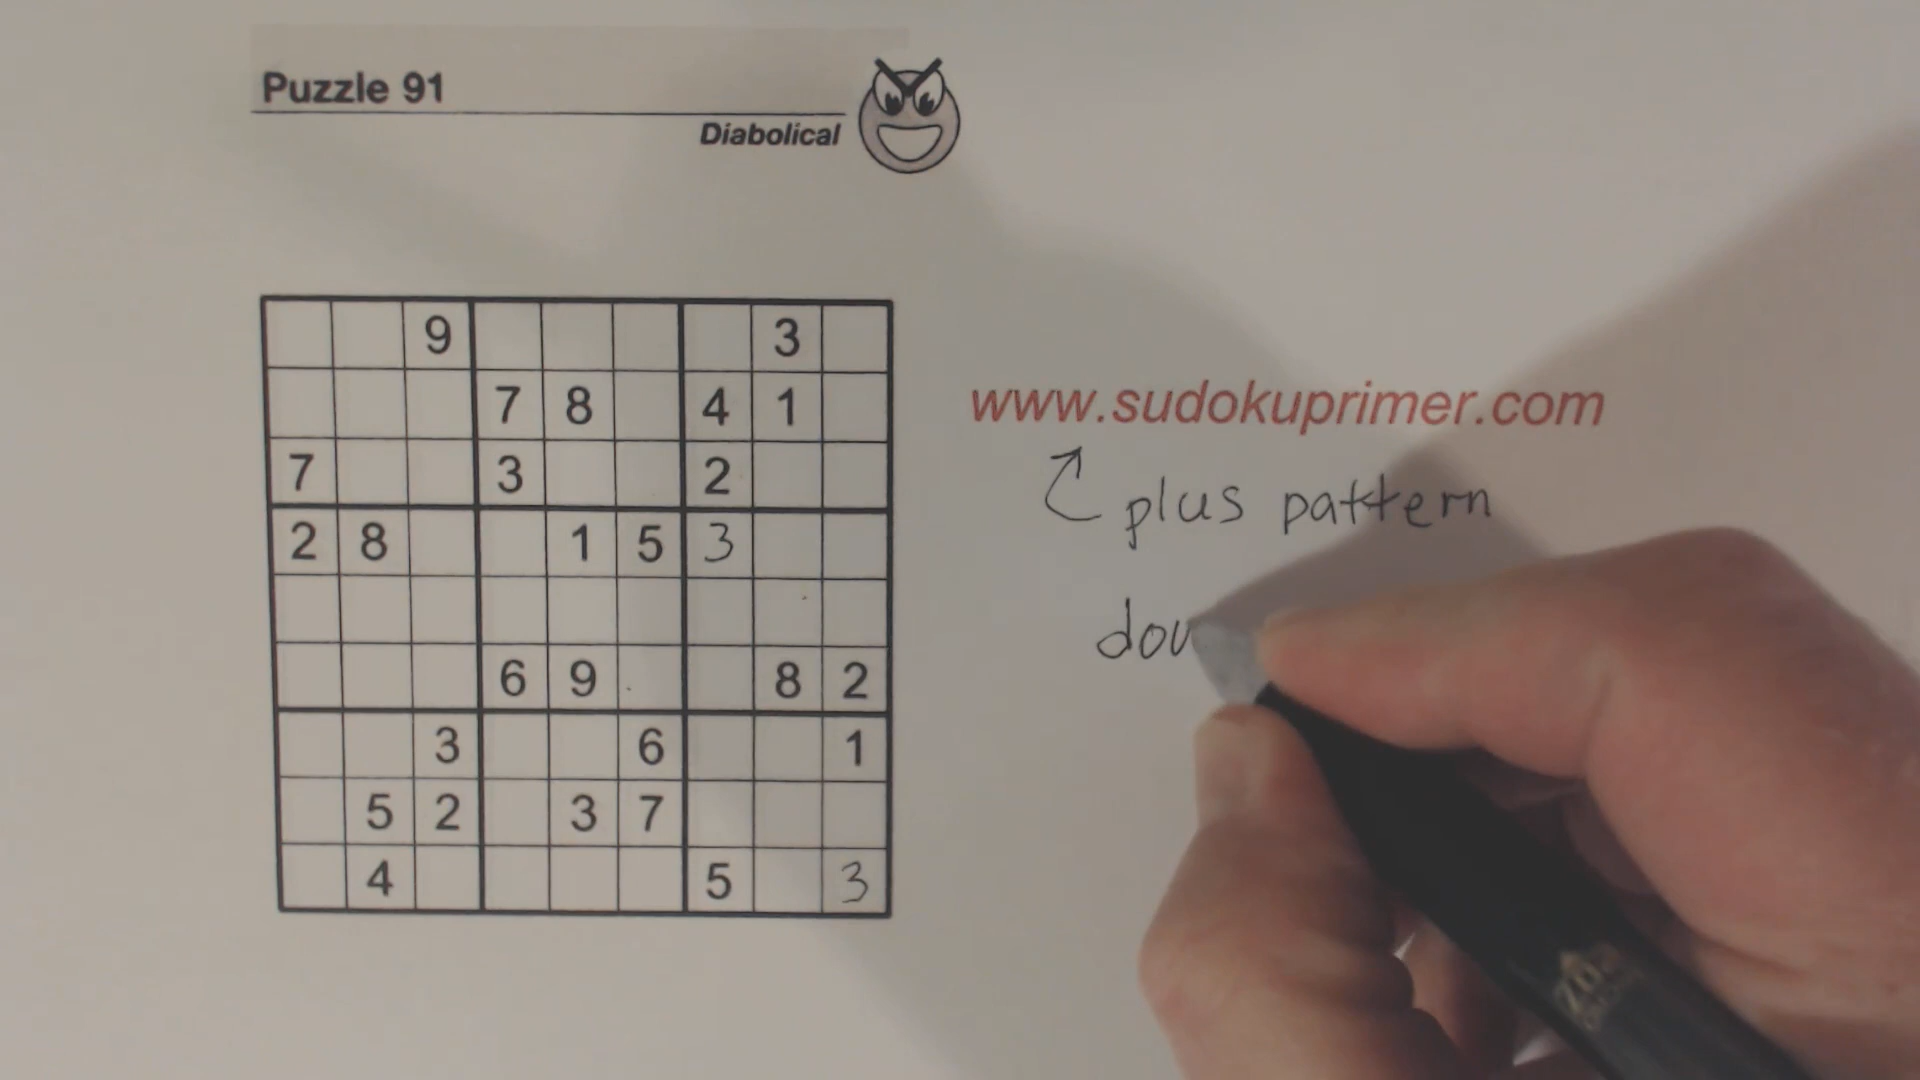 Puzzle 91
Diabolical
9 3
7 8 4 1
7 3 2
2 8 1 5 3
6 9 8 2
3 6 1
5 2 3 7
4 5 3
www.sudokuprimer.com
plus pattern